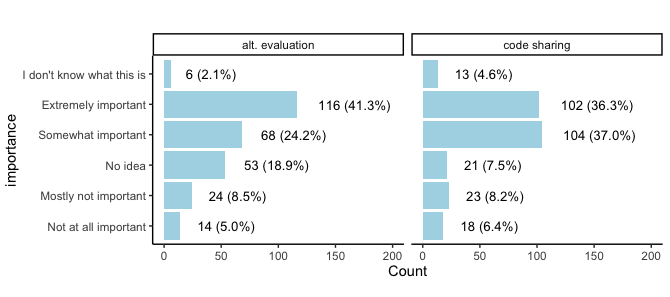 alt. evaluation code sharing
I don't know what this is 6 (2.1%) 13 (4.6%)
Extremely important 116 (41.3%) 102 (36.3%)
Somewhat important 68 (24.2%) 104 (37.0%)
No idea 53 (18.9%) 21 (7.5%)
Mostly not important 24 (8.5%) 23 (8.2%)
Not at all important 14 (5.0%) 18 (6.4%)
importance
0 50 100 150 200 0 50 100 150 200
Count